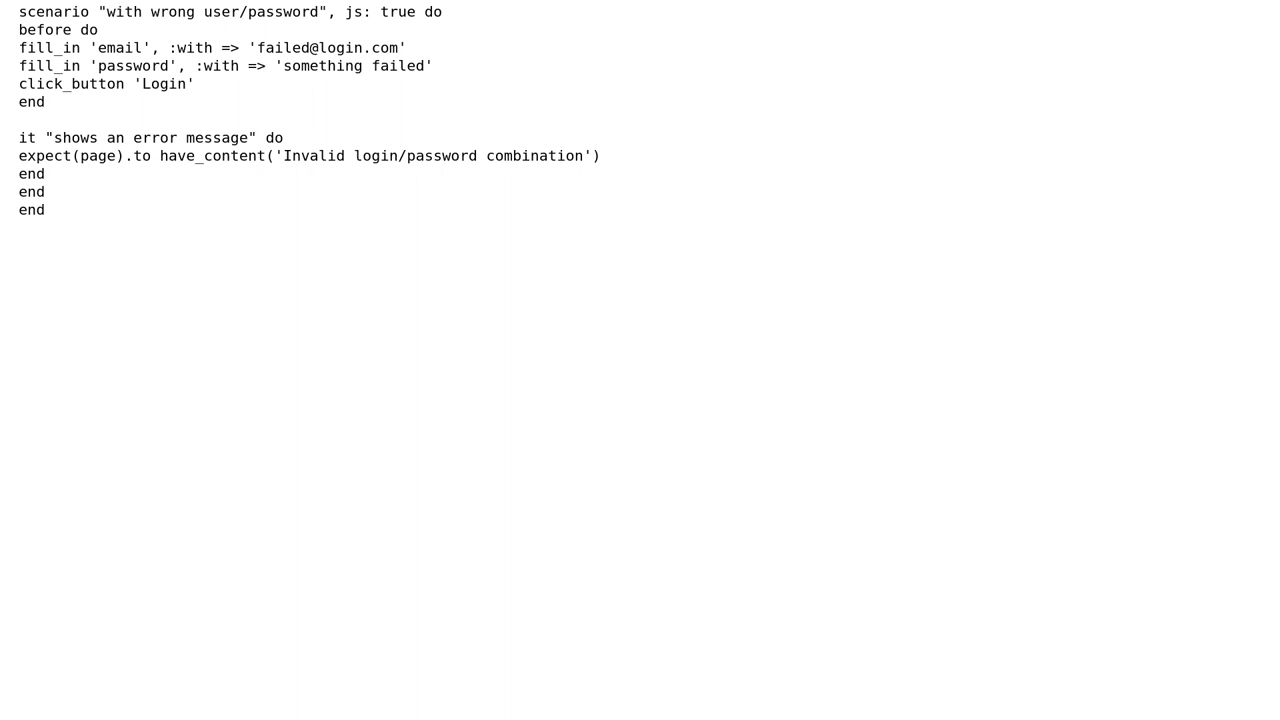 scenario "with wrong user/password", js: true do
before do
fill_in 'email', :with => 'failed@login.com'
fill_in 'password', :with => 'something failed'
click_button 'Login'
end

it "shows an error message" do
expect(page).to have_content('Invalid login/password combination')
end
end
end